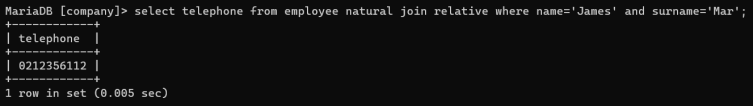 MariaDB [company]> select telephone from employee natural join relative where name='James' and surname='Mar';
+------------+
| telephone  |
+------------+
| 0212356112 |
+------------+
1 row in set (0.005 sec)